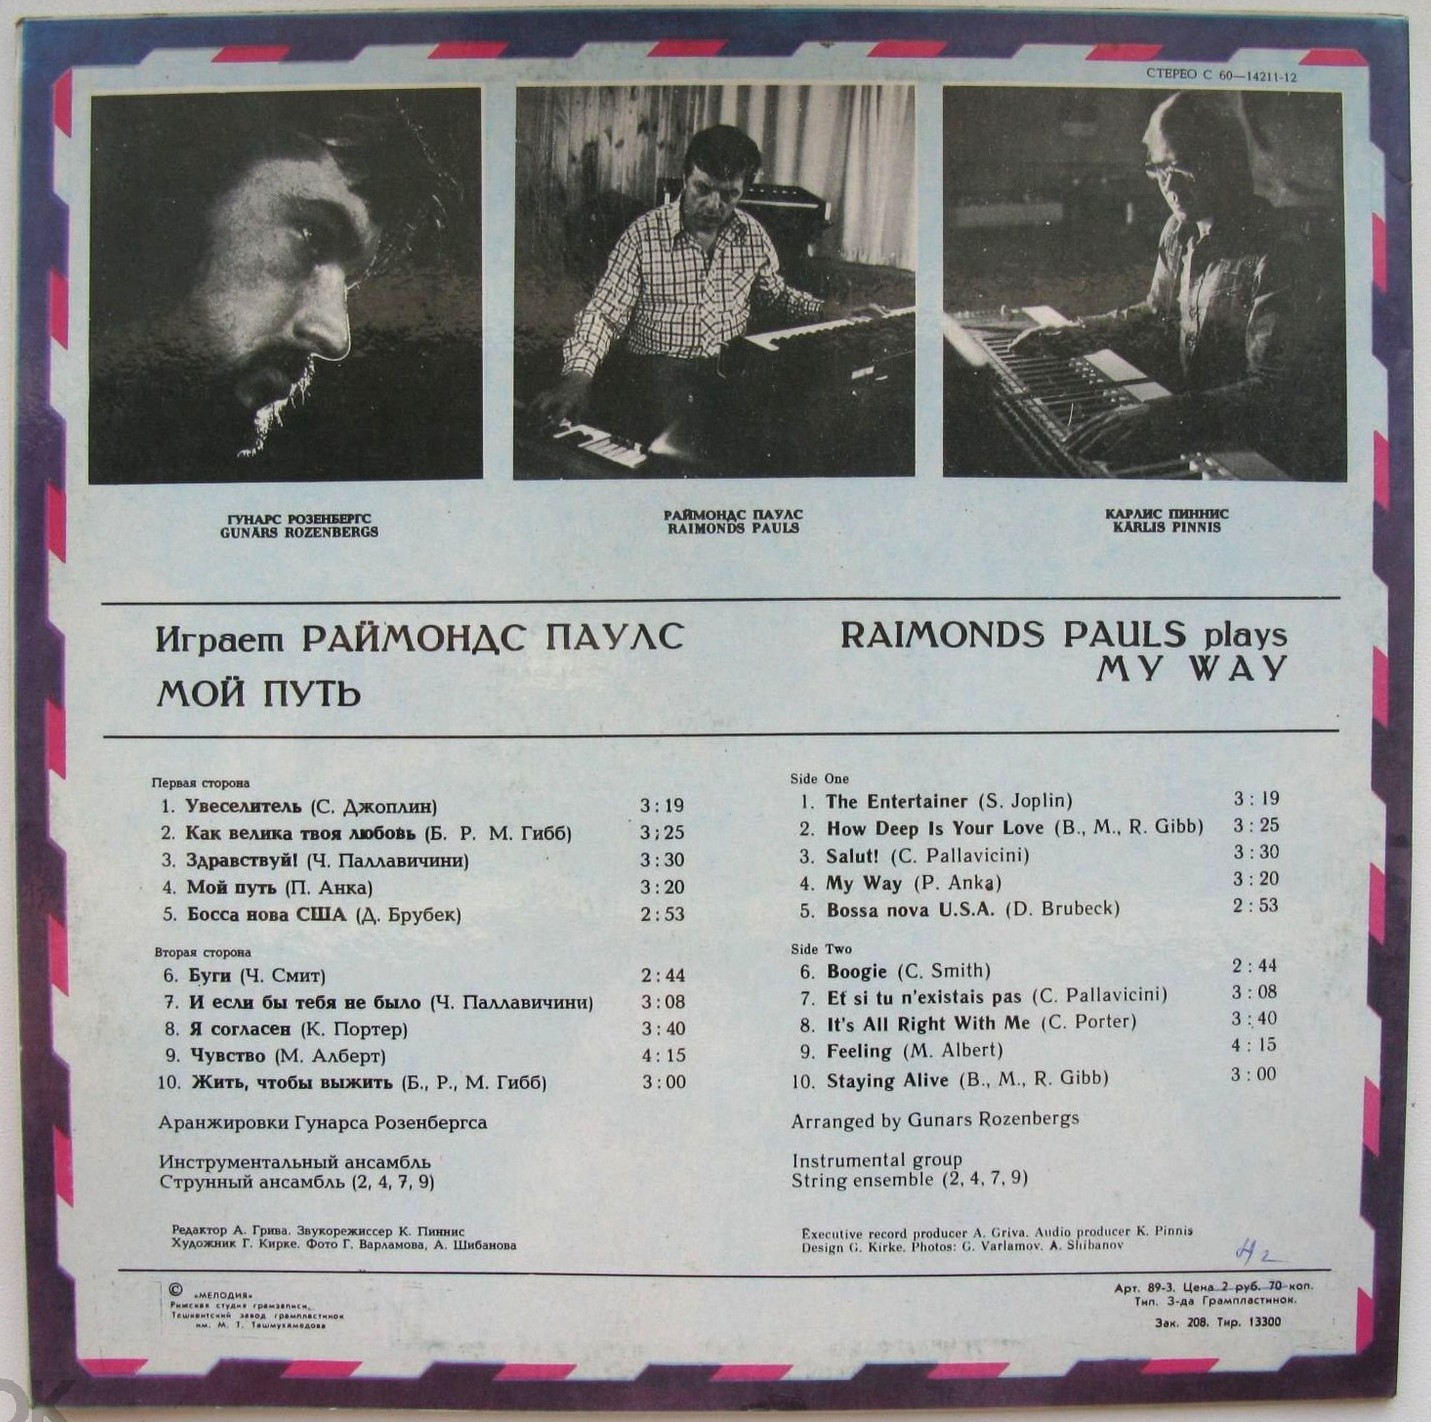 СТЕРЕО С 60—14211-12
ГУНАРС РОЗЕНБЕРГС
GUNĀRS ROZENBERGS
РАЙМОНДС ПАУЛС
RAIMONDS PAULS
КАРЛИС ПИННИС
KĀRLIS PINNIS
Играет РАЙМОНДС ПАУЛС
МОЙ ПУТЬ
RAIMONDS PAULS plays
MY WAY
Первая сторона
1. Увеселитель (С. Джоплин) 3:19
2. Как велика твоя любовь (Б. Р. М. Гибб) 3:25
3. Здравствуй! (Ч. Паллавичини) 3:30
4. Мой путь (П. Анка) 3:20
5. Босса нова США (Д. Брубек) 2:53
Вторая сторона
6. Буги (Ч. Смит) 2:44
7. И если бы тебя не было (Ч. Паллавичини) 3:08
8. Я согласен (К. Портер) 3:40
9. Чувство (М. Алберт) 4:15
10. Жить, чтобы выжить (Б., Р., М. Гибб) 3:00
Аранжировки Гунарса Розенбергса
Инструментальный ансамбль
Струнный ансамбль (2, 4, 7, 9)
Редактор А. Грива. Звукорежиссер К. Пиннис
Художник Г. Кирке. Фото Г. Варламова, А. Шибанова
Side One
1. The Entertainer (S. Joplin) 3:19
2. How Deep Is Your Love (B., M., R. Gibb) 3:25
3. Salut! (C. Pallavicini) 3:30
4. My Way (P. Anka) 3:20
5. Bossa nova U.S.A. (D. Brubeck) 2:53
Side Two
6. Boogie (C. Smith) 2:44
7. Et si tu n'existais pas (C. Pallavicini) 3:08
8. It's All Right With Me (C. Porter) 3:40
9. Feeling (M. Albert) 4:15
10. Staying Alive (B., M., R. Gibb) 3:00
Arranged by Gunars Rozenbergs
Instrumental group
String ensemble (2, 4, 7, 9)
Executive record producer A. Griva. Audio producer K. Pinnis
Design G. Kirke. Photos: G. Varlamov. A. Shibanov
© «МЕЛОДИЯ»
Рижская студия грамзаписи,
Ташкентский завод грампластинок
им. М. Т. Ташмухамедова
Арт. 89-3. Цена 2 руб. 70 коп.
Тип. З-да Грампластинок.
Зак. 208. Тир. 13300